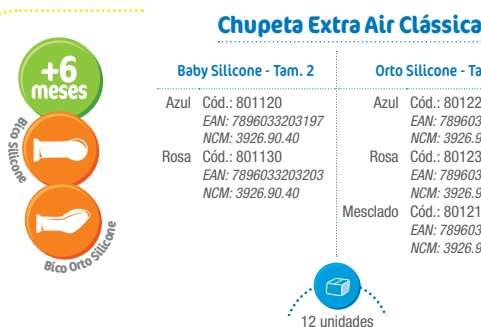 Chupeta Extra Air Clássica
+6
meses
Bico Silicone
Bico Orto Silicone
Baby Silicone - Tam. 2
Azul Cód.: 801120
EAN: 7896033203197
NCM: 3926.90.40
Rosa Cód.: 801130
EAN: 7896033203203
NCM: 3926.90.40
Orto Silicone - Ta
Azul Cód.: 80122
EAN: 789603
NCM: 3926.9
Rosa Cód.: 80123
EAN: 789603
NCM: 3926.9
Mesclado Cód.: 80121
EAN: 789603
NCM: 3926.9
12 unidades